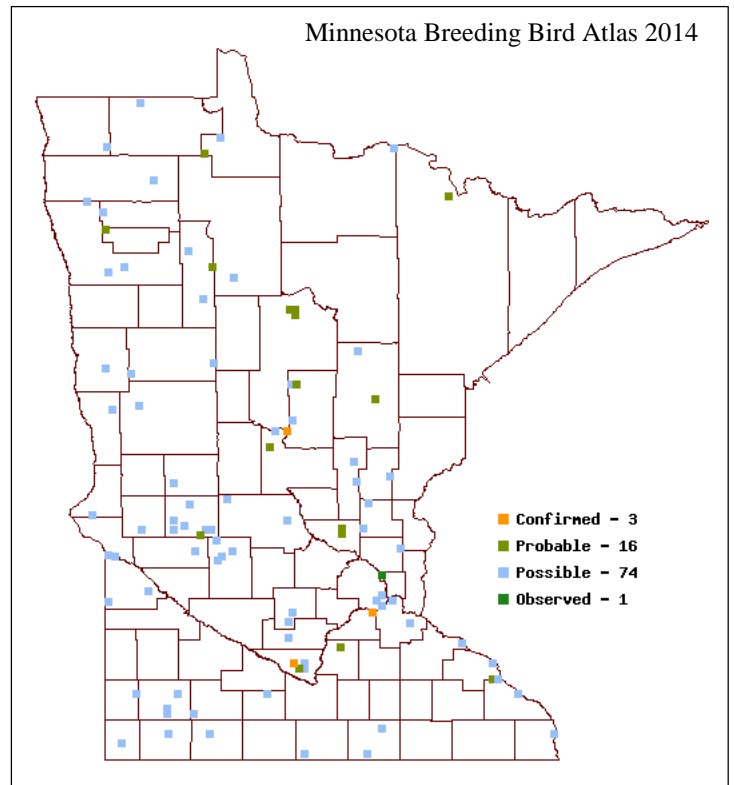 Minnesota Breeding Bird Atlas 2014
Confirmed - 3
Probable - 16
Possible - 74
Observed - 1